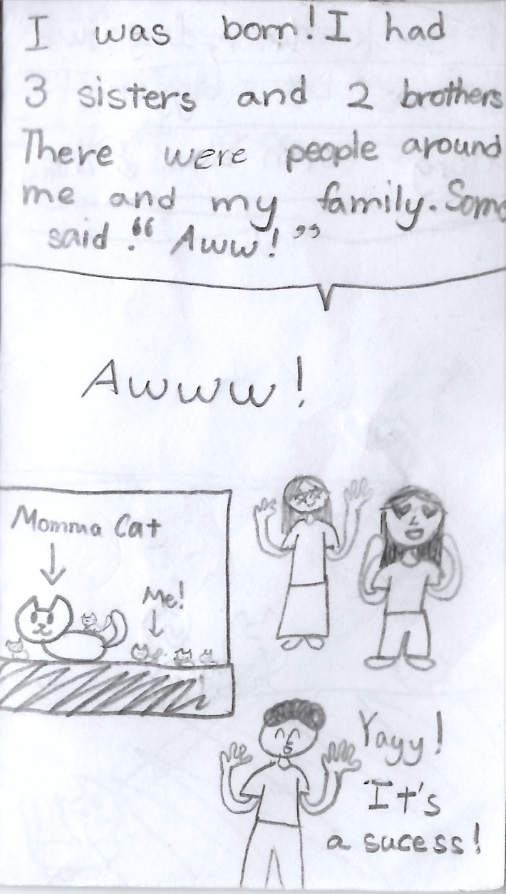 I was born! I had
3 sisters and 2 brothers
There were people around
me and my family. Some
said "Aww!"
Awww!
Momma Cat
Me!
Yayy!
It's
a sucess!